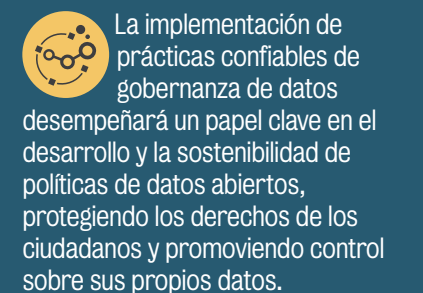 La implementación de
prácticas confiables de
gobernanza de datos
desempeñará un papel clave en el
desarrollo y la sostenibilidad de
políticas de datos abiertos,
protegiendo los derechos de los
ciudadanos y promoviendo control
sobre sus propios datos.